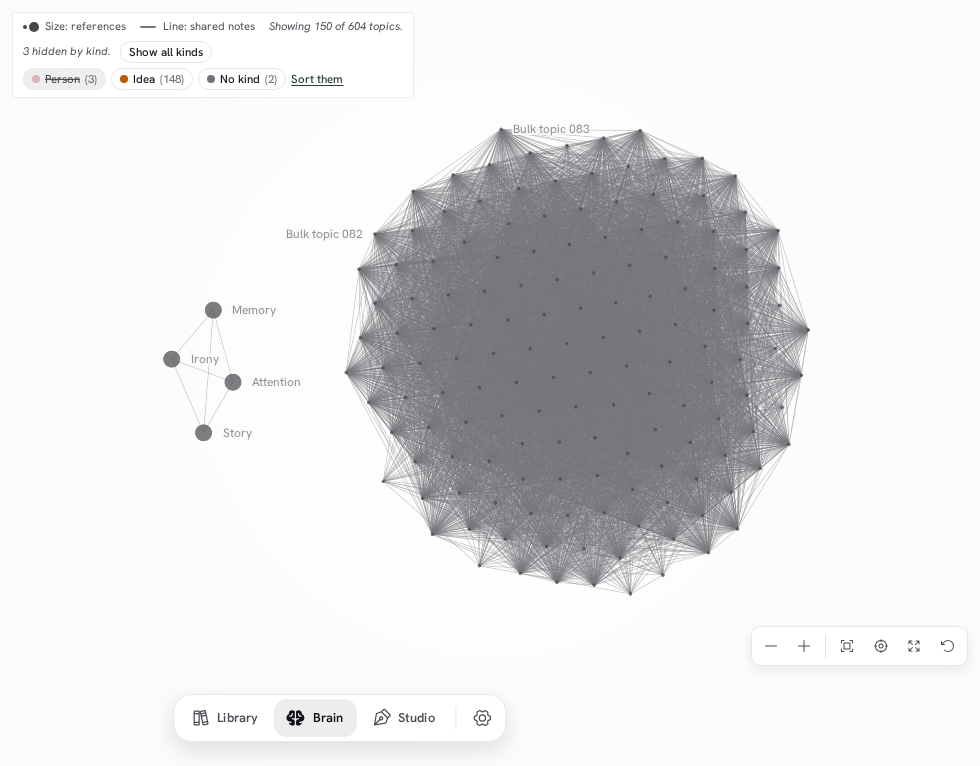 Size: references Line: shared notes Showing 150 of 604 topics.
3 hidden by kind. Show all kinds
Person (3) Idea (148) No kind (2) Sort them
Bulk topic 083
Bulk topic 082
Memory
Irony
Attention
Story
Library Brain Studio